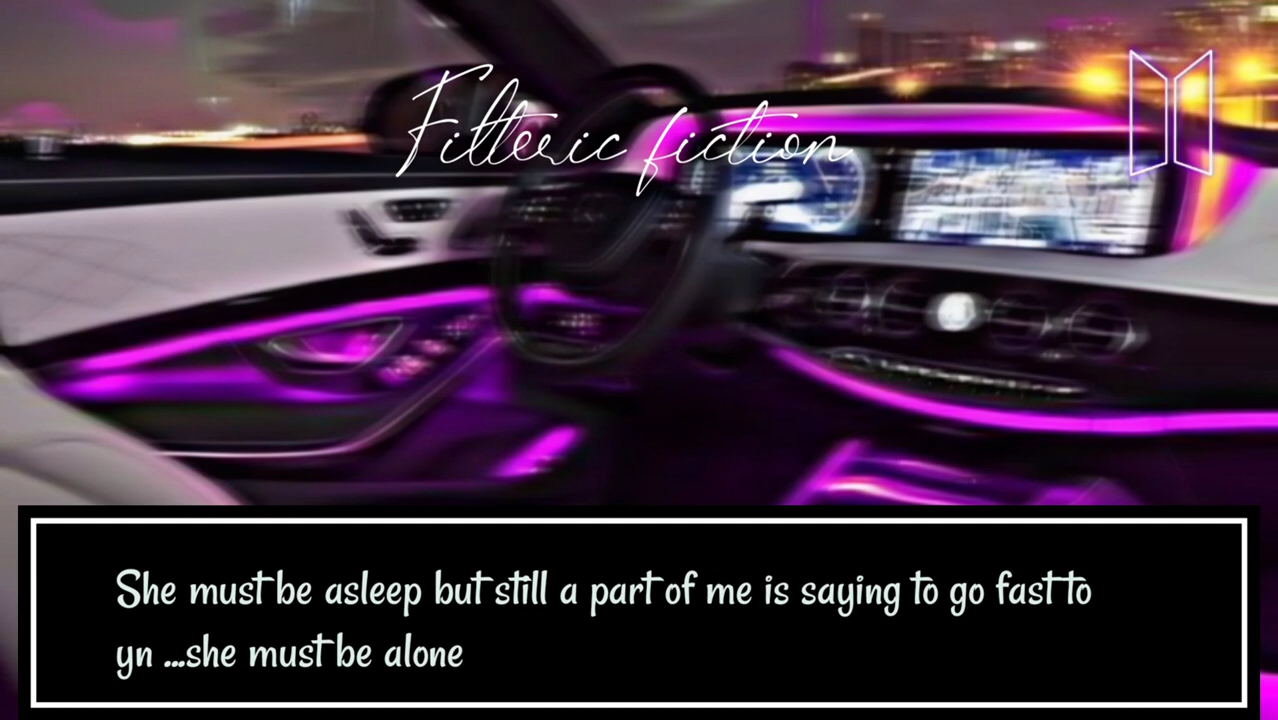 Filteric fiction
She must be asleep but still a part of me is saying to go fast to
yn ...she must be alone